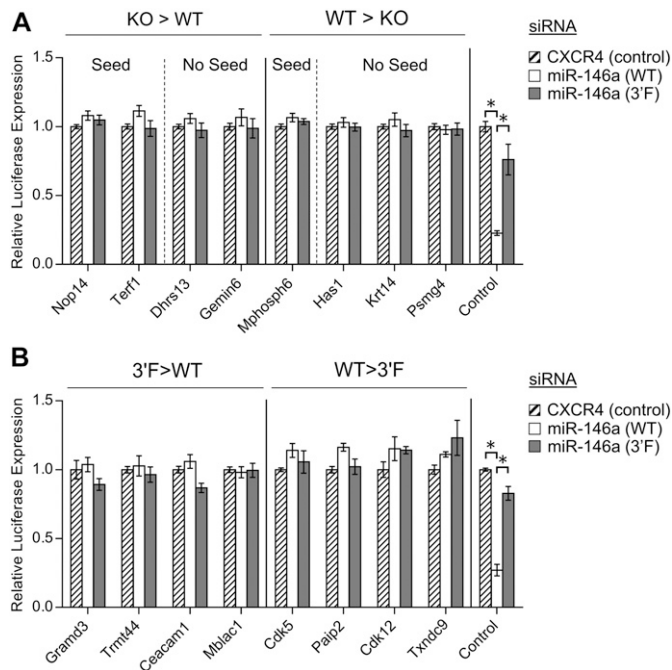 A
KO > WT
WT > KO
siRNA
CXCR4 (control)
miR-146a (WT)
miR-146a (3'F)
Seed
No Seed
Seed
No Seed
Relative Luciferase Expression
1.5
1.0
0.5
0.0
* *
Nop14
Terf1
Dhrs13
Gemin6
Mphosph6
Has1
Krt14
Psmg4
Control
B
3'F>WT
WT>3'F
siRNA
CXCR4 (control)
miR-146a (WT)
miR-146a (3'F)
Relative Luciferase Expression
1.5
1.0
0.5
0.0
* *
Gramd3
Trmt44
Ceacam1
Mblac1
Cdk5
Paip2
Cdk12
Txndc9
Control